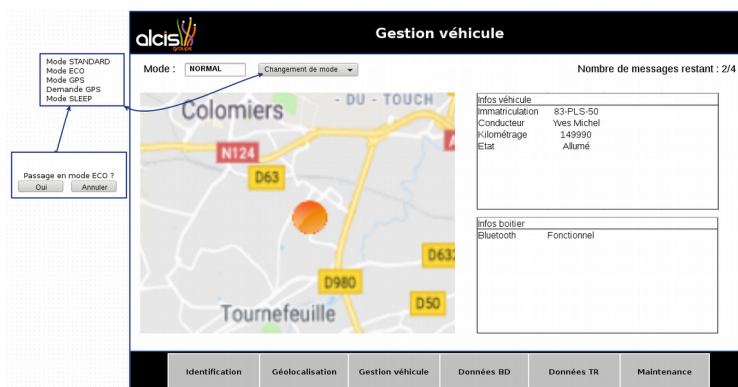 alcis
groupe
Gestion véhicule
Mode STANDARD
Mode ECO
Mode GPS
Demande GPS
Mode SLEEP
Mode : NORMAL Changement de mode
Nombre de messages restant : 2/4
Passage en mode ECO ?
Oui Annuler
Colomiers
- DU - TOUCH
N124
D63
D980
D50
Tournefeuille
Infos véhicule
Immatriculation 83-PLS-50
Conducteur Yves Michel
Kilométrage 149990
Etat Allumé
Infos boitier
Bluetooth Fonctionnel
Identification Géolocalisation Gestion véhicule Données BD Données TR Maintenance